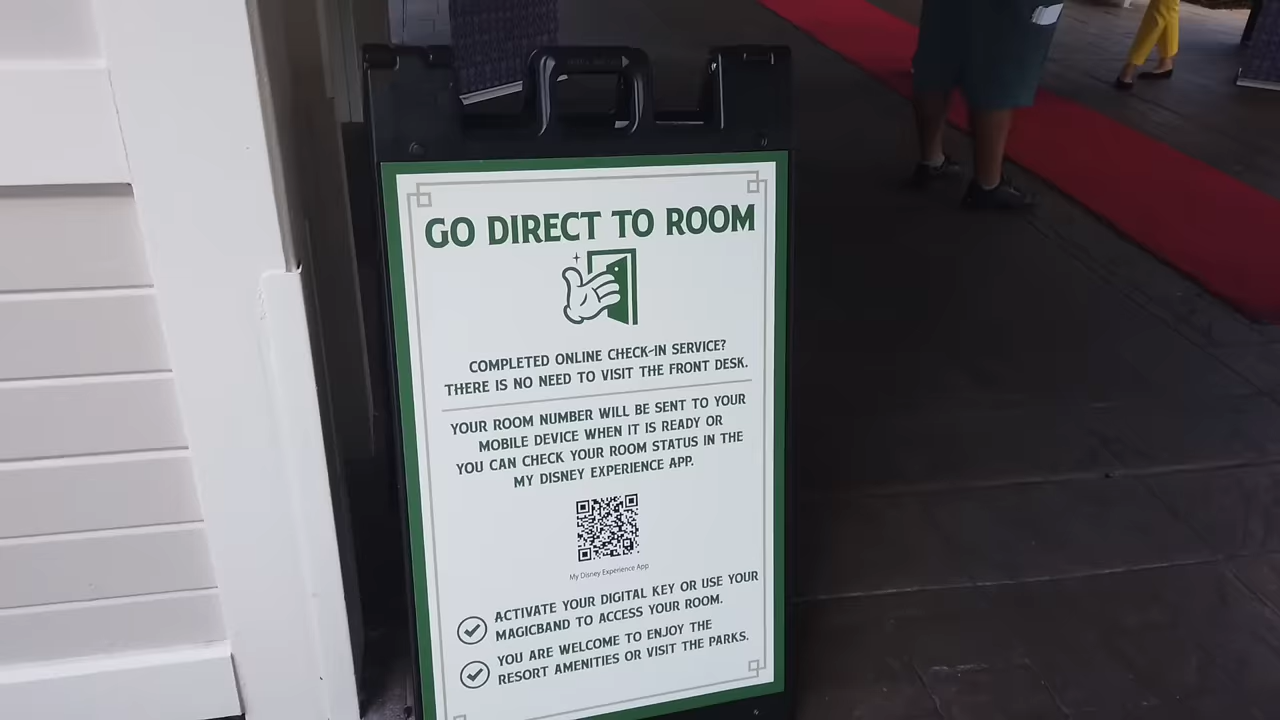 GO DIRECT TO ROOM
COMPLETED ONLINE CHECK-IN SERVICE?
THERE IS NO NEED TO VISIT THE FRONT DESK.
YOUR ROOM NUMBER WILL BE SENT TO YOUR
MOBILE DEVICE WHEN IT IS READY OR
YOU CAN CHECK YOUR ROOM STATUS IN THE
MY DISNEY EXPERIENCE APP.
My Disney Experience App
ACTIVATE YOUR DIGITAL KEY OR USE YOUR
MAGICBAND TO ACCESS YOUR ROOM.
YOU ARE WELCOME TO ENJOY THE
RESORT AMENITIES OR VISIT THE PARKS.